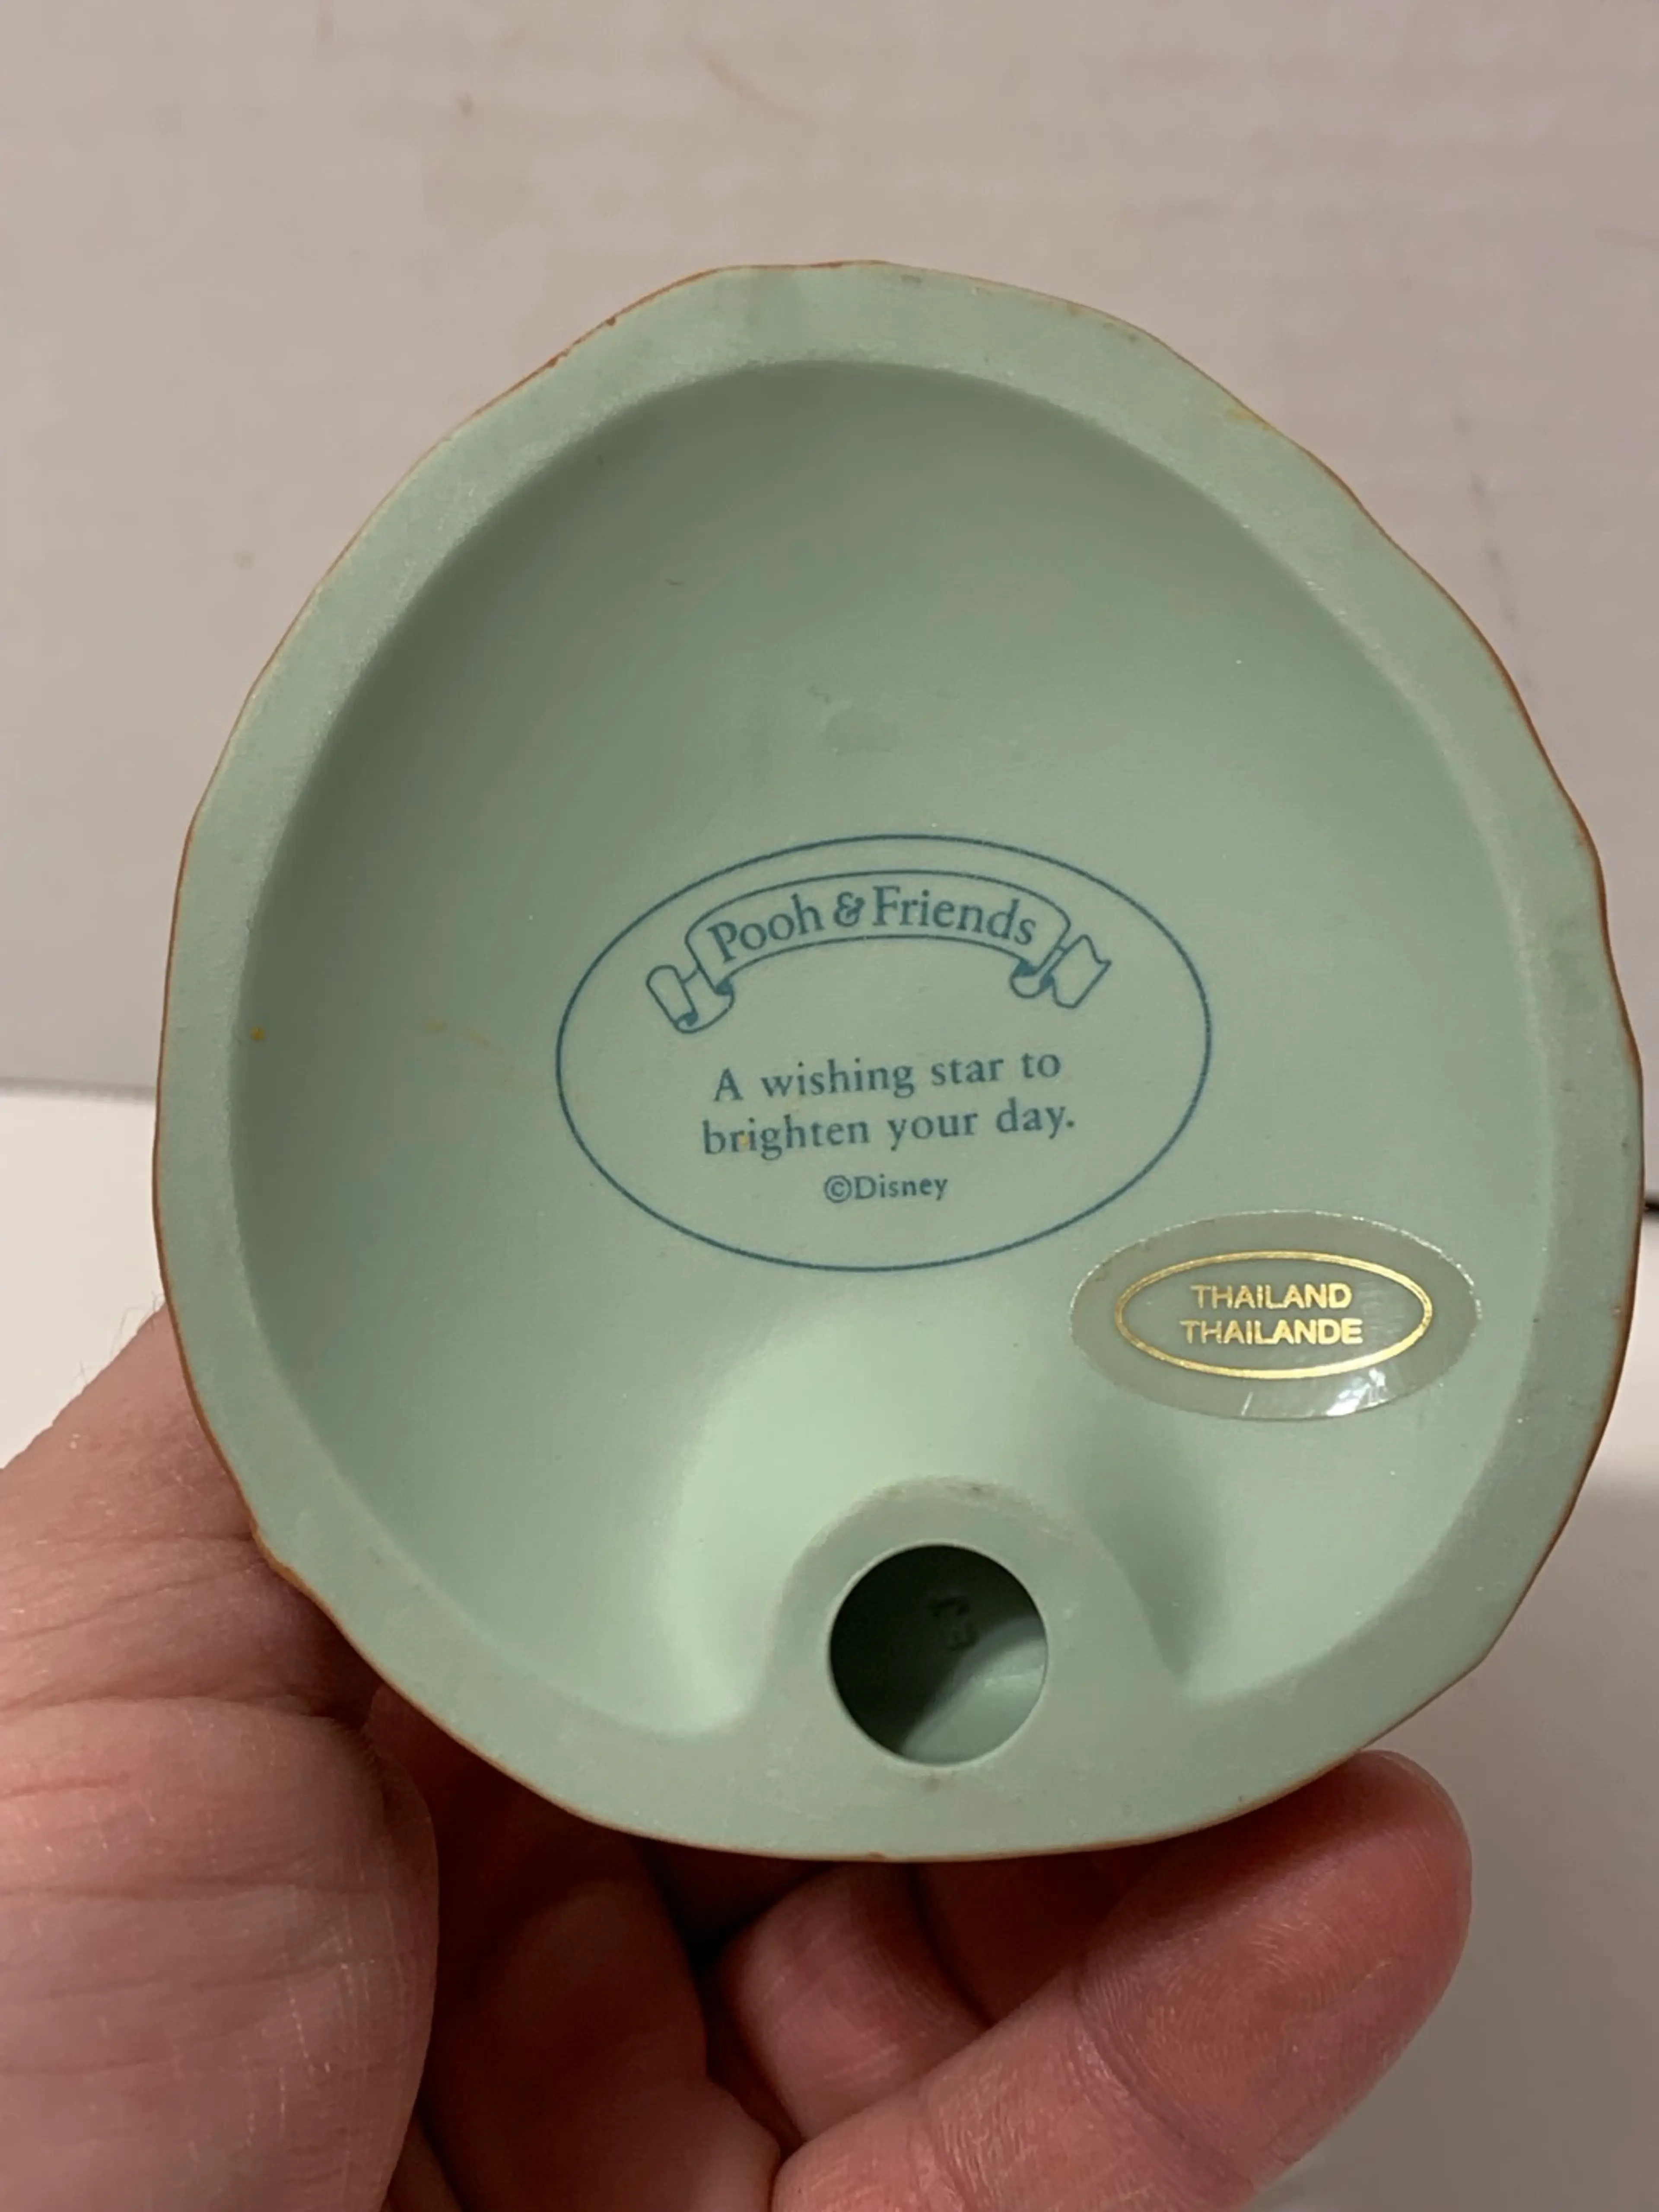 Pooh & Friends
A wishing star to
brighten your day.
©Disney
THAILAND
THAILANDE